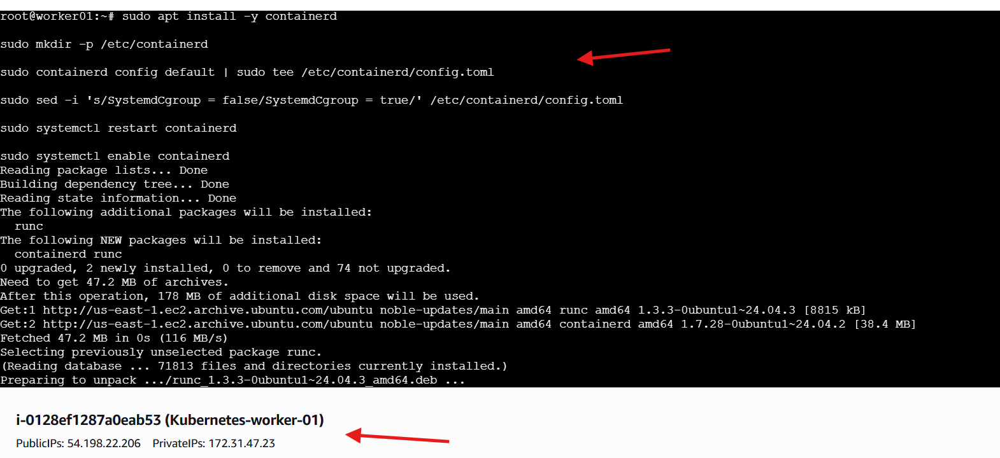 root@worker01:~# sudo apt install -y containerd
sudo mkdir -p /etc/containerd
sudo containerd config default | sudo tee /etc/containerd/config.toml
sudo sed -i 's/SystemdCgroup = false/SystemdCgroup = true/' /etc/containerd/config.toml
sudo systemctl restart containerd
sudo systemctl enable containerd
Reading package lists... Done
Building dependency tree... Done
Reading state information... Done
The following additional packages will be installed:
  runc
The following NEW packages will be installed:
  containerd runc
0 upgraded, 2 newly installed, 0 to remove and 74 not upgraded.
Need to get 47.2 MB of archives.
After this operation, 178 MB of additional disk space will be used.
Get:1 http://us-east-1.ec2.archive.ubuntu.com/ubuntu noble-updates/main amd64 runc amd64 1.3.3-0ubuntu1~24.04.3 [8815 kB]
Get:2 http://us-east-1.ec2.archive.ubuntu.com/ubuntu noble-updates/main amd64 containerd amd64 1.7.28-0ubuntu1~24.04.2 [38.4 MB]
Fetched 47.2 MB in 0s (116 MB/s)
Selecting previously unselected package runc.
(Reading database ... 71813 files and directories currently installed.)
Preparing to unpack .../runc_1.3.3-0ubuntu1~24.04.3_amd64.deb ...
i-0128ef1287a0eab53 (Kubernetes-worker-01)
PublicIPs: 54.198.22.206 PrivateIPs: 172.31.47.23